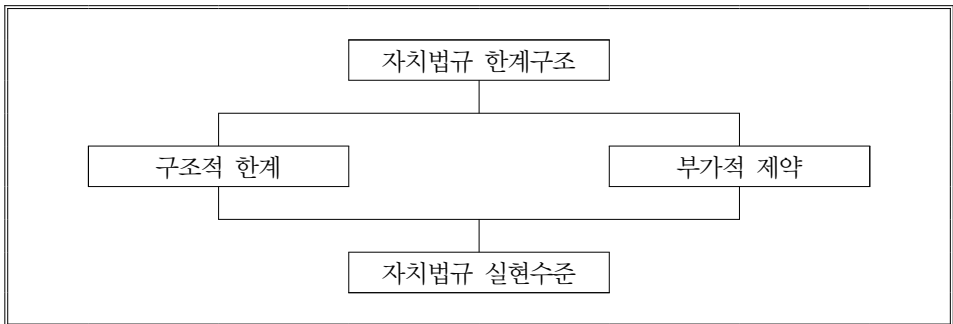 자치법규 한계구조
구조적 한계
부가적 제약
자치법규 실현수준